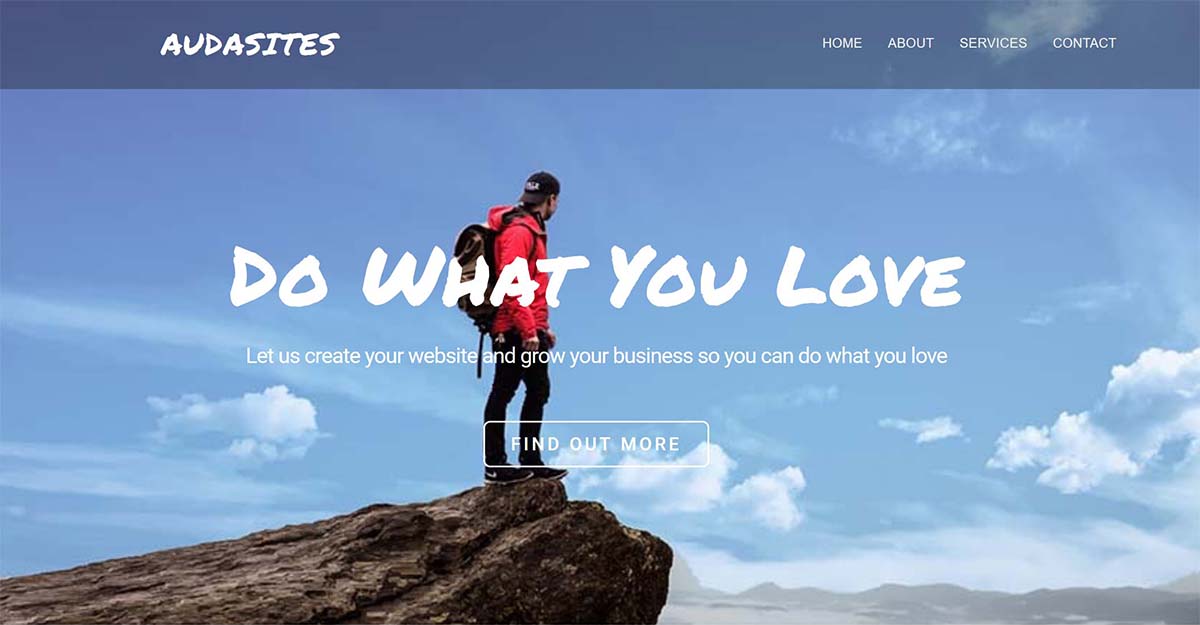 AUDASITES
HOME ABOUT SERVICES CONTACT
Do What You Love
Let us create your website and grow your business so you can do what you love
FIND OUT MORE